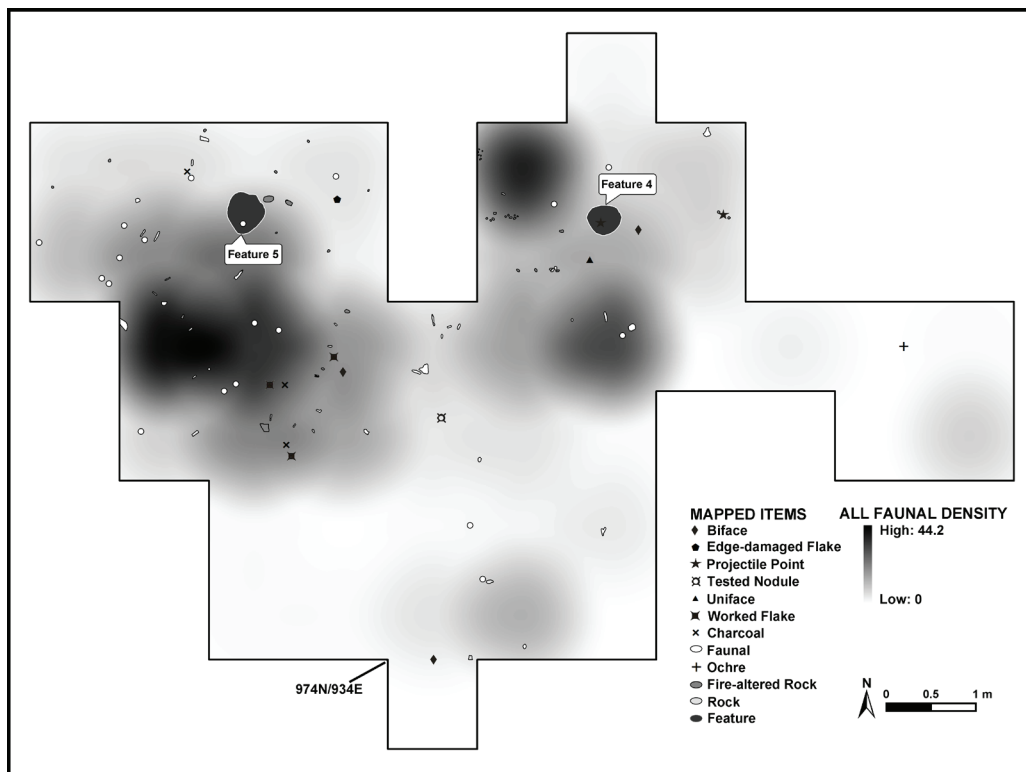 Feature 4
Feature 5
MAPPED ITEMS
Biface
Edge-damaged Flake
Projectile Point
Tested Nodule
Uniface
Worked Flake
Charcoal
Faunal
Ochre
Fire-altered Rock
Rock
Feature
ALL FAUNAL DENSITY
High: 44.2
Low: 0
974N/934E
N
0 0.5 1 m